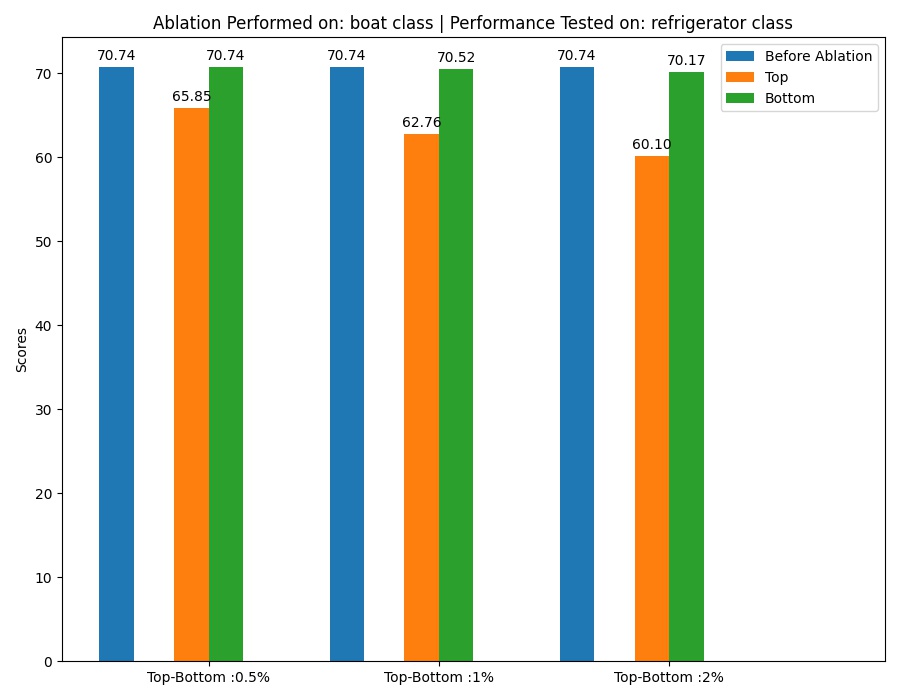 Ablation Performed on: boat class | Performance Tested on: refrigerator class
Before Ablation
Top
Bottom
70.74
65.85
70.74
70.74
62.76
70.52
70.74
60.10
70.17
Scores
70
60
50
40
30
20
10
0
Top-Bottom :0.5%
Top-Bottom :1%
Top-Bottom :2%